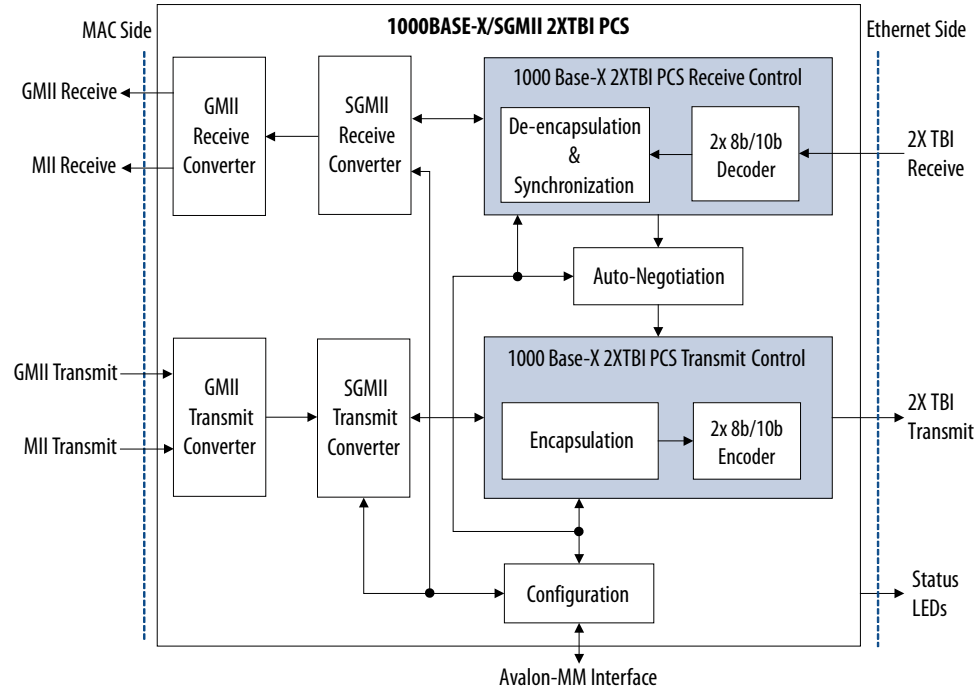 1000BASE-X/SGMII 2XTBI PCS
MAC Side
Ethernet Side
GMII Receive
MII Receive
GMII
Receive
Converter
SGMII
Receive
Converter
1000 Base-X 2XTBI PCS Receive Control
De-encapsulation
&
Synchronization
2x 8b/10b
Decoder
2X TBI
Receive
Auto-Negotiation
GMII Transmit
MII Transmit
GMII
Transmit
Converter
SGMII
Transmit
Converter
1000 Base-X 2XTBI PCS Transmit Control
Encapsulation
2x 8b/10b
Encoder
2X TBI
Transmit
Configuration
Status
LEDs
Avalon-MM Interface